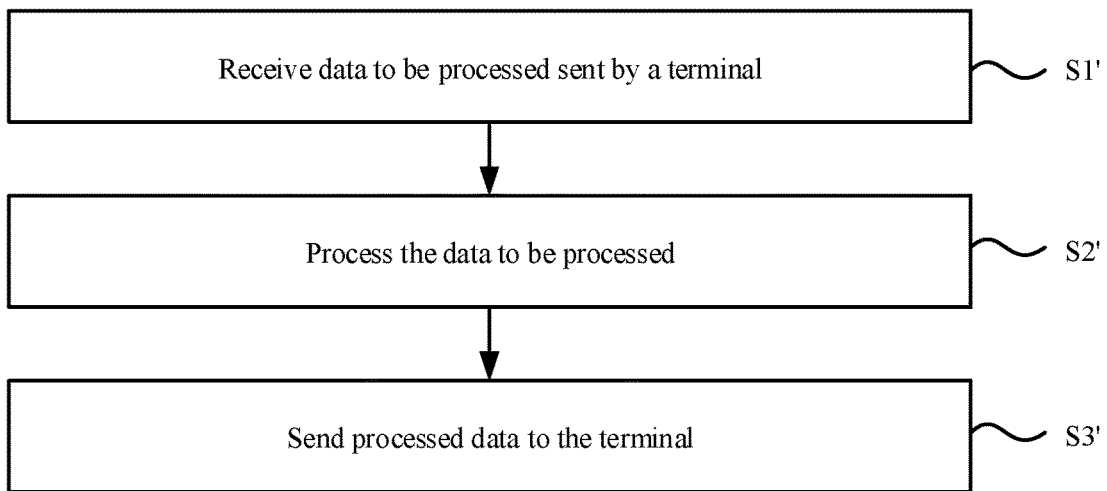 Receive data to be processed sent by a terminal
S1'
Process the data to be processed
S2'
Send processed data to the terminal
S3'